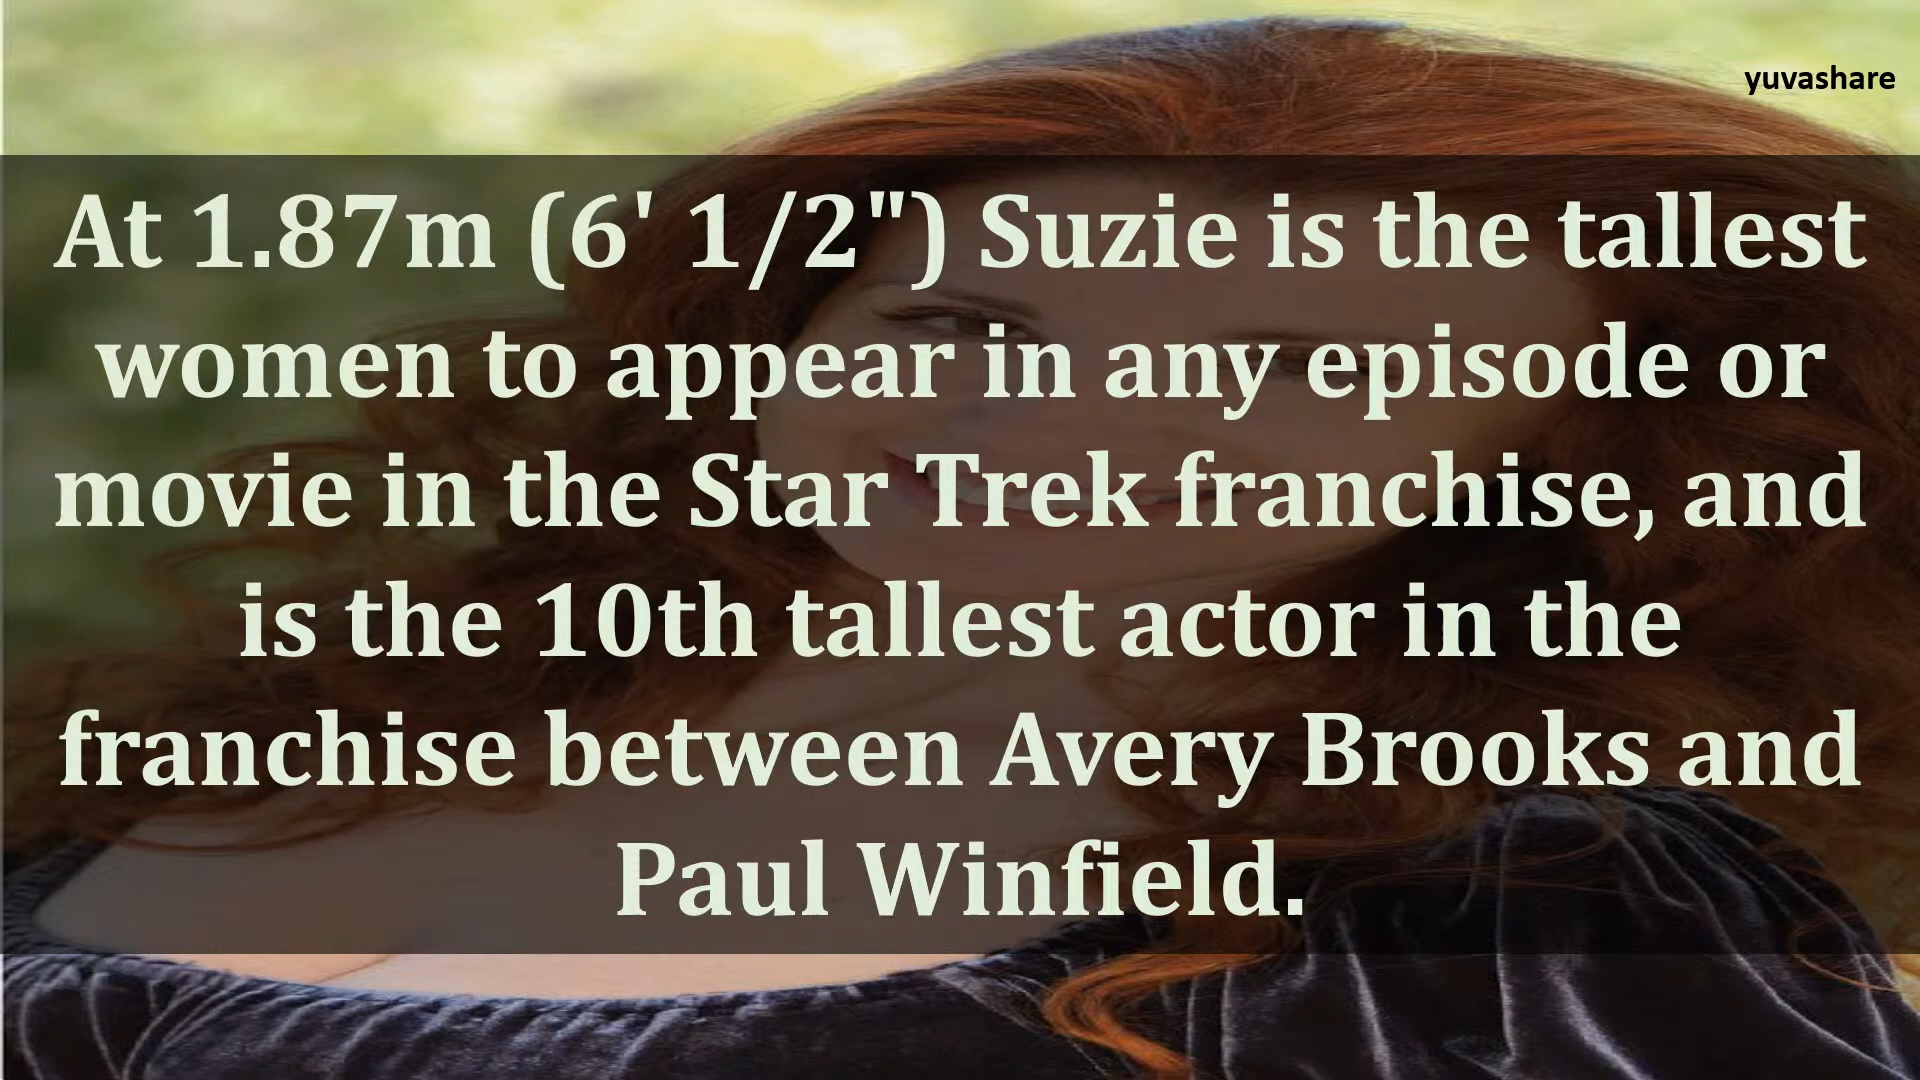 yuvashare
At 1.87m (6' 1/2") Suzie is the tallest
women to appear in any episode or
movie in the Star Trek franchise, and
is the 10th tallest actor in the
franchise between Avery Brooks and
Paul Winfield.